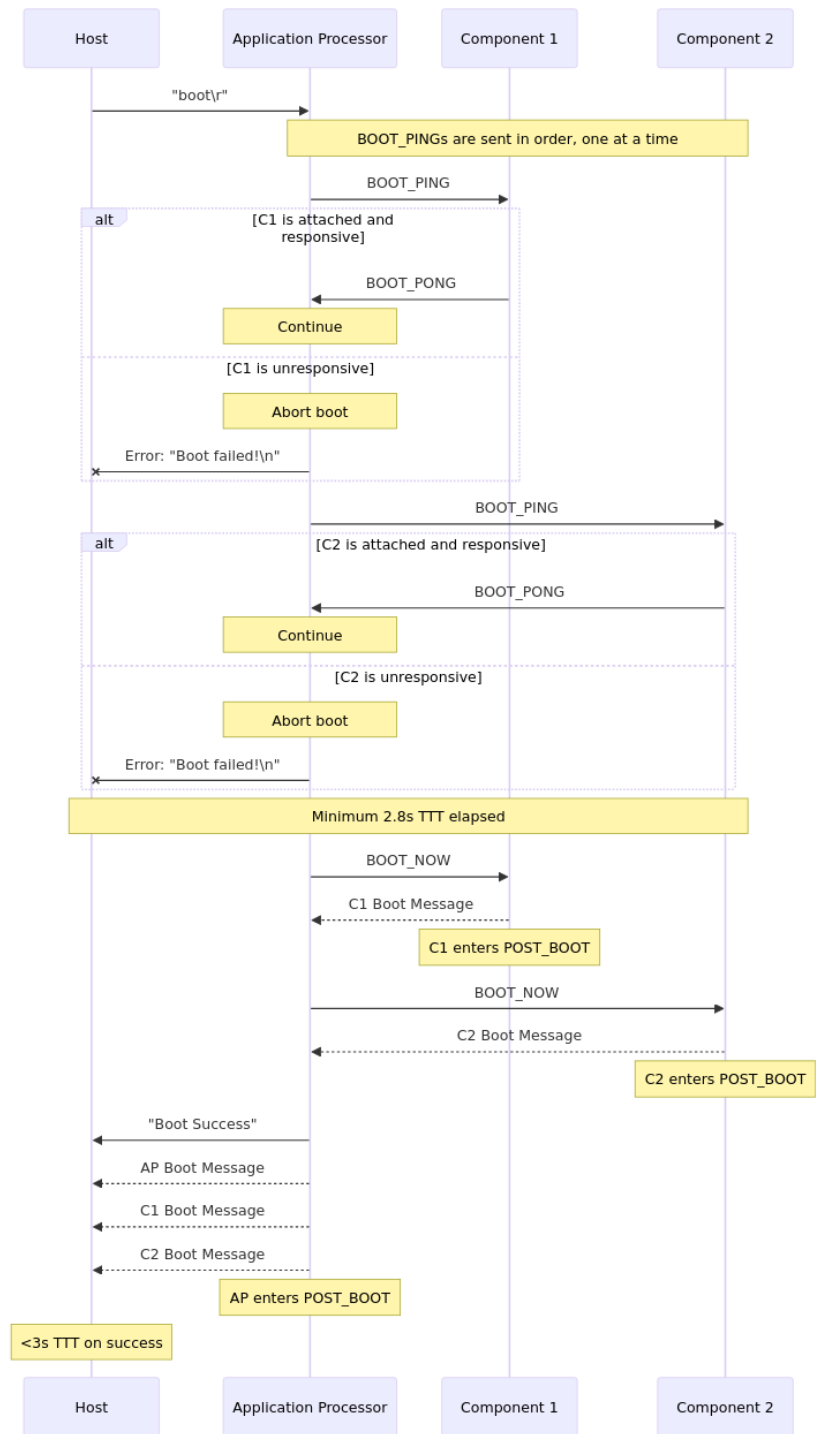 Host
Application Processor
Component 1
Component 2
"boot\r"
BOOT_PINGs are sent in order, one at a time
BOOT_PING
alt
[C1 is attached and
responsive]
BOOT_PONG
Continue
[C1 is unresponsive]
Abort boot
Error: "Boot failed!\n"
BOOT_PING
alt
[C2 is attached and responsive]
BOOT_PONG
Continue
[C2 is unresponsive]
Abort boot
Error: "Boot failed!\n"
Minimum 2.8s TTT elapsed
BOOT_NOW
C1 Boot Message
C1 enters POST_BOOT
BOOT_NOW
C2 Boot Message
C2 enters POST_BOOT
"Boot Success"
AP Boot Message
C1 Boot Message
C2 Boot Message
AP enters POST_BOOT
<3s TTT on success
Host
Application Processor
Component 1
Component 2